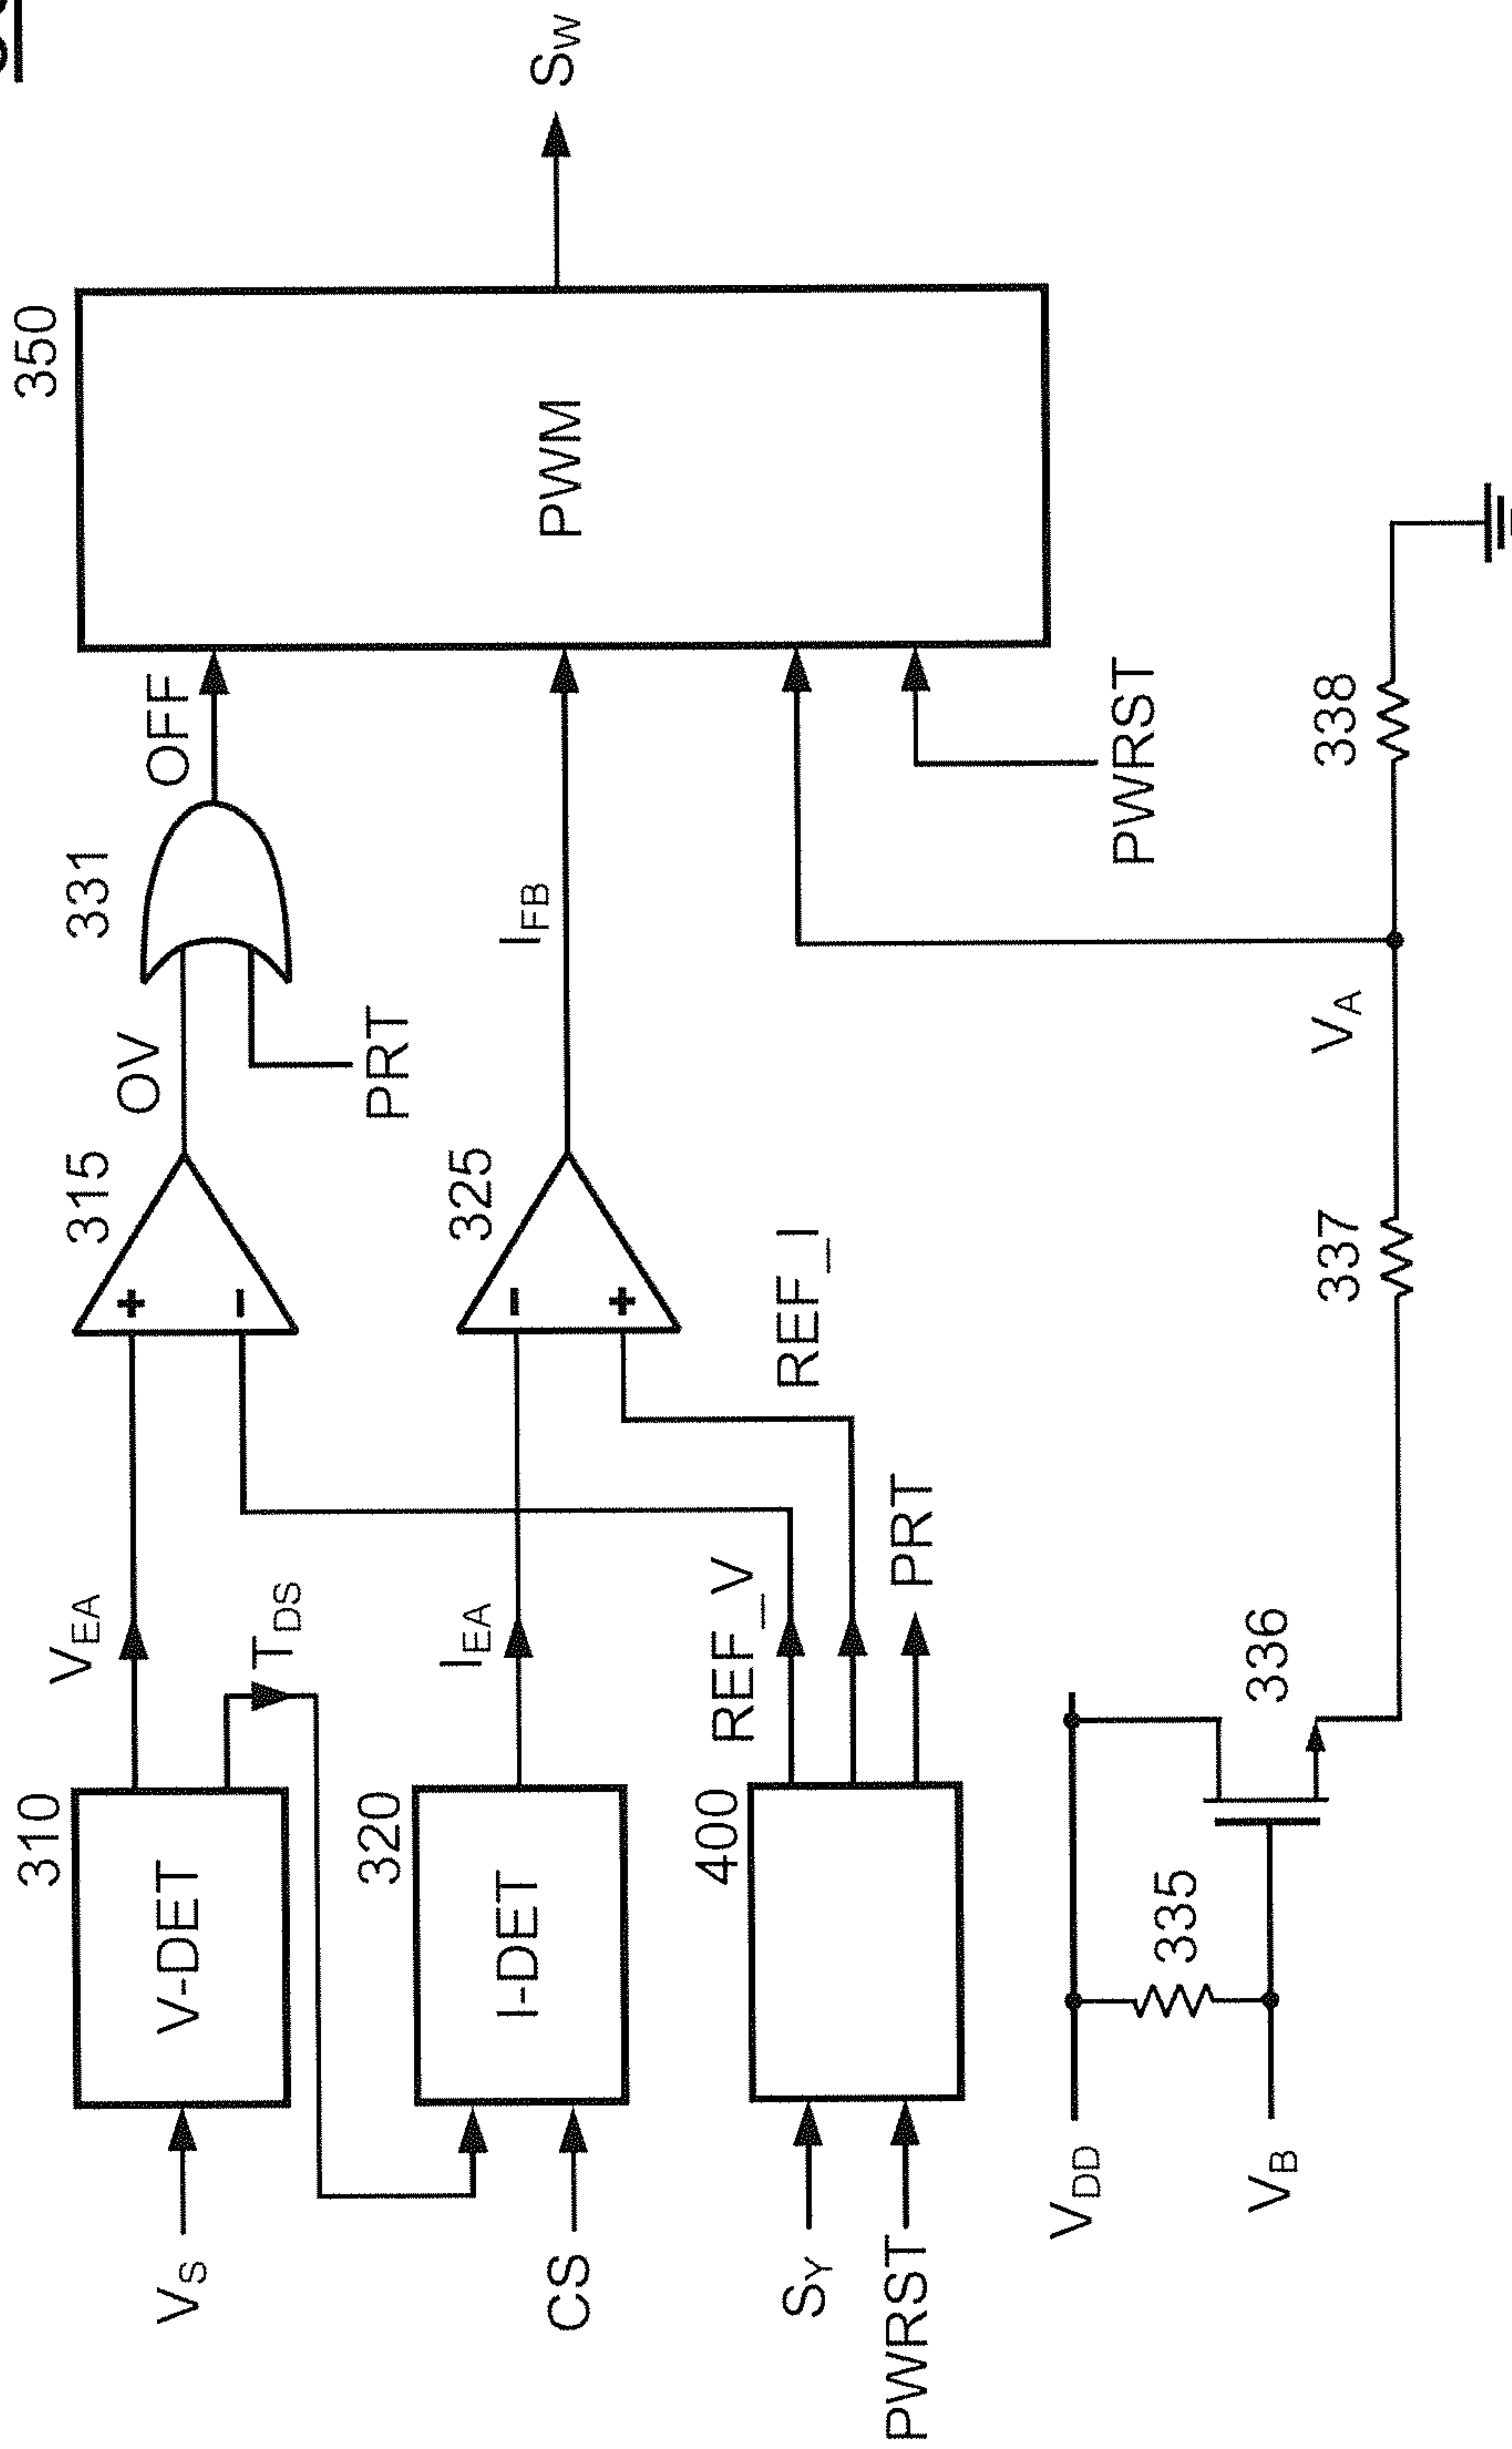 350
PWM
S_W
OFF
331
OV
PRT
315
+
−
V_EA
T_DS
310
V-DET
V_S
I_FB
325
−
+
I_EA
320
I-DET
CS
REF_V
REF_I
PRT
400
S_Y
PWRST
PWRST
V_DD
V_B
335
336
337
V_A
338